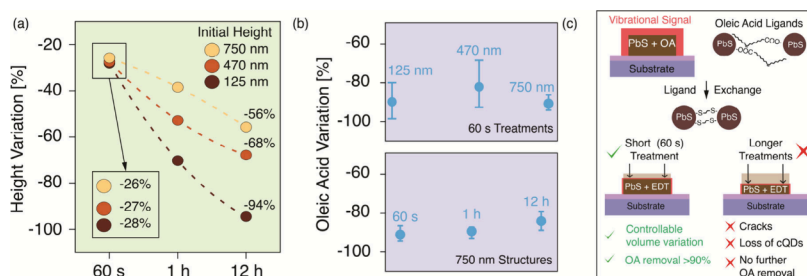 (a)
Height Variation [%]
-20
-40
-60
-80
-100
Initial Height
750 nm
470 nm
125 nm
-56%
-68%
-94%
-26%
-27%
-28%
60 s
1 h
12 h
(b)
Oleic Acid Variation [%]
-60
-80
-100
125 nm
470 nm
750 nm
60 s Treatments
-60
-80
-100
60 s
1 h
12 h
750 nm Structures
(c)
Vibrational Signal
PbS + OA
Substrate
Oleic Acid Ligands
PbS
PbS
Ligand Exchange
PbS
S
S
S
S
PbS
Short (60 s)
Treatment
PbS + EDT
Substrate
Controllable
volume variation
OA removal >90%
Longer
Treatments
PbS + EDT
Substrate
Cracks
Loss of cQDs
No further
OA removal